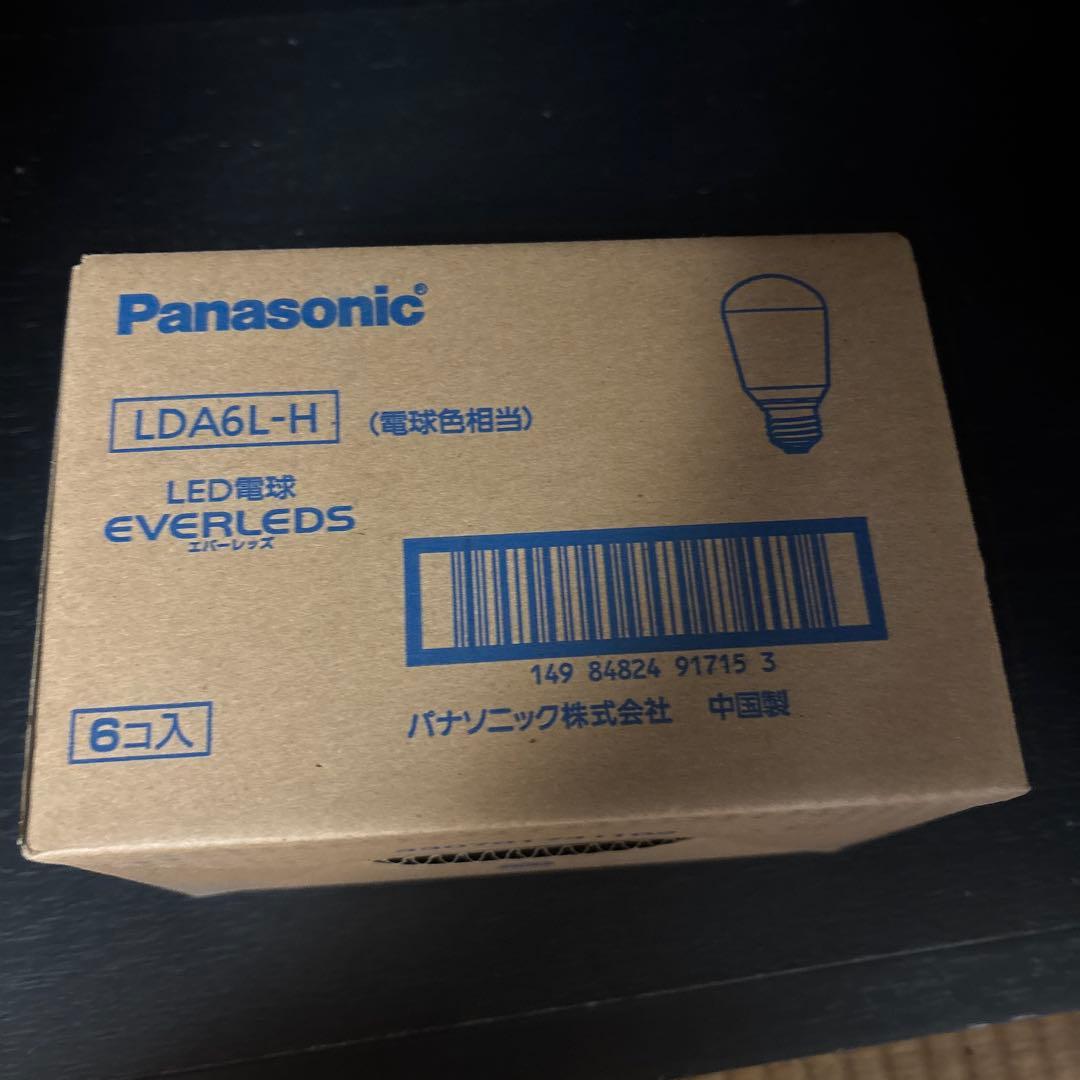 Panasonic®
LDA6L-H (電球色相当)
LED電球
EVERLEDS
エバーレッズ
149 84824 91715 3
6コ入
パナソニック株式会社 中国製